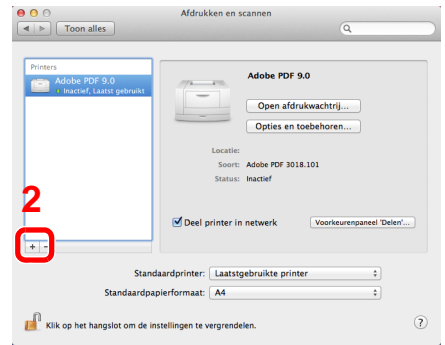 Afdrukken en scannen
Toon alles
Printers
Adobe PDF 9.0
Inactief, Laatst gebruikt
Adobe PDF 9.0
Open afdrukwachtrij...
Opties en toebehoren...
Locatie:
Soort: Adobe PDF 3018.101
Status: Inactief
2
Deel printer in netwerk
Voorkeurenpaneel 'Delen'...
+ -
Standaardprinter: Laatstgebruikte printer
Standaardpapierformaat: A4
Klik op het hangslot om de instellingen te vergrendelen.
?